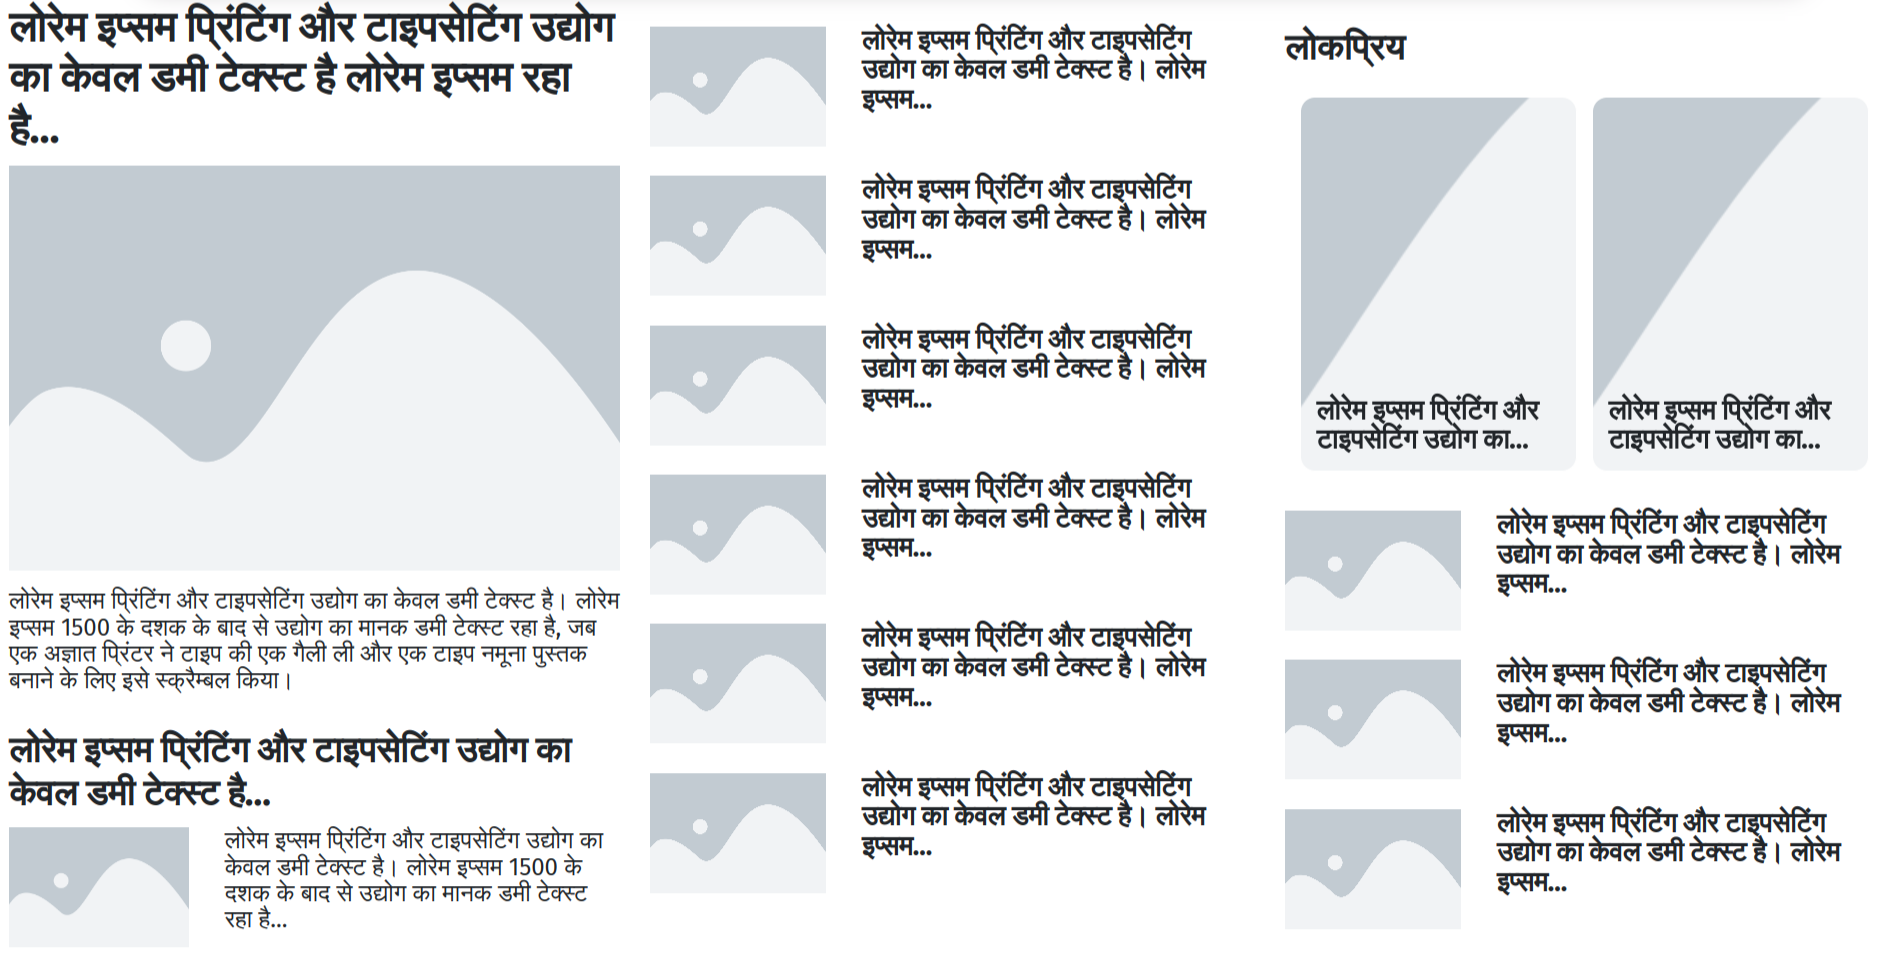 लोरेम इप्सम प्रिंटिंग और टाइपसेटिंग उद्योग
का केवल डमी टेक्स्ट है लोरेम इप्सम रहा
है...
लोरेम इप्सम प्रिंटिंग और टाइपसेटिंग उद्योग का केवल डमी टेक्स्ट है। लोरेम
इप्सम 1500 के दशक के बाद से उद्योग का मानक डमी टेक्स्ट रहा है, जब
एक अज्ञात प्रिंटर ने टाइप की एक गैली ली और एक टाइप नमूना पुस्तक
बनाने के लिए इसे स्क्रैम्बल किया।
लोरेम इप्सम प्रिंटिंग और टाइपसेटिंग उद्योग का
केवल डमी टेक्स्ट है...
लोरेम इप्सम प्रिंटिंग और टाइपसेटिंग उद्योग का
केवल डमी टेक्स्ट है। लोरेम इप्सम 1500 के
दशक के बाद से उद्योग का मानक डमी टेक्स्ट
रहा है...
लोरेम इप्सम प्रिंटिंग और टाइपसेटिंग
उद्योग का केवल डमी टेक्स्ट है। लोरेम
इप्सम...
लोरेम इप्सम प्रिंटिंग और टाइपसेटिंग
उद्योग का केवल डमी टेक्स्ट है। लोरेम
इप्सम...
लोरेम इप्सम प्रिंटिंग और टाइपसेटिंग
उद्योग का केवल डमी टेक्स्ट है। लोरेम
इप्सम...
लोरेम इप्सम प्रिंटिंग और टाइपसेटिंग
उद्योग का केवल डमी टेक्स्ट है। लोरेम
इप्सम...
लोरेम इप्सम प्रिंटिंग और टाइपसेटिंग
उद्योग का केवल डमी टेक्स्ट है। लोरेम
इप्सम...
लोरेम इप्सम प्रिंटिंग और टाइपसेटिंग
उद्योग का केवल डमी टेक्स्ट है। लोरेम
इप्सम...
लोकप्रिय
लोरेम इप्सम प्रिंटिंग और
टाइपसेटिंग उद्योग का...
लोरेम इप्सम प्रिंटिंग और
टाइपसेटिंग उद्योग का...
लोरेम इप्सम प्रिंटिंग और टाइपसेटिंग
उद्योग का केवल डमी टेक्स्ट है। लोरेम
इप्सम...
लोरेम इप्सम प्रिंटिंग और टाइपसेटिंग
उद्योग का केवल डमी टेक्स्ट है। लोरेम
इप्सम...
लोरेम इप्सम प्रिंटिंग और टाइपसेटिंग
उद्योग का केवल डमी टेक्स्ट है। लोरेम
इप्सम...